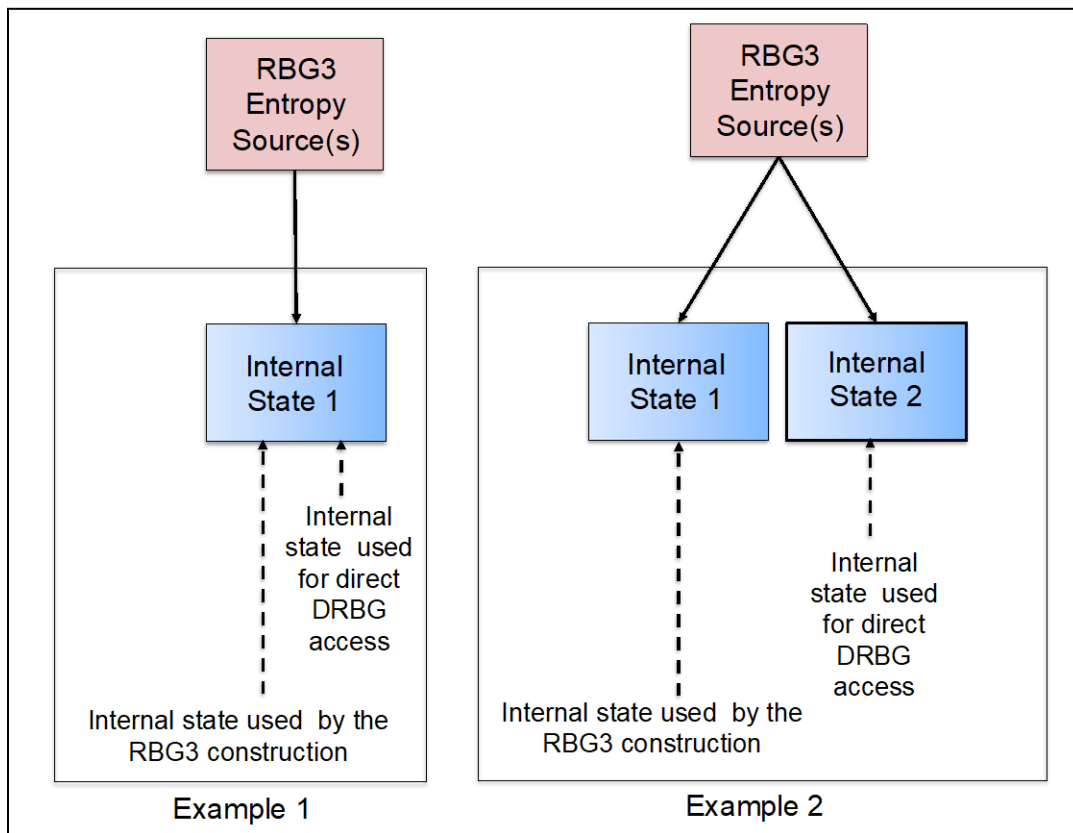 RBG3
Entropy
Source(s)
Internal
State 1
Internal
state used
for direct
DRBG
access
Internal state used by the
RBG3 construction
Example 1
RBG3
Entropy
Source(s)
Internal
State 1
Internal
State 2
Internal
state used
for direct
DRBG
access
Internal state used by the
RBG3 construction
Example 2